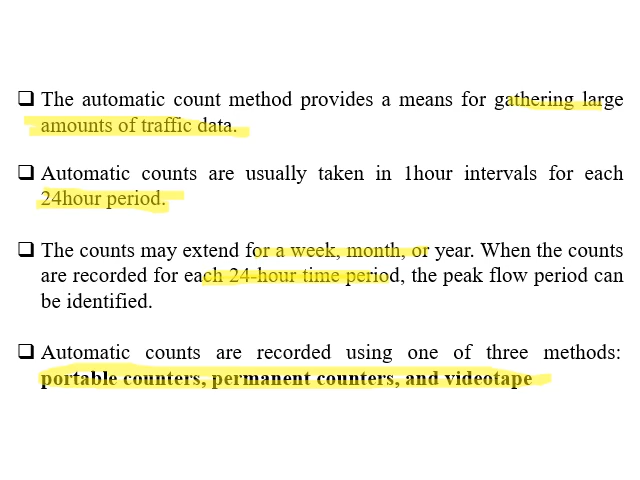 ❑ The automatic count method provides a means for gathering large
amounts of traffic data.
❑ Automatic counts are usually taken in 1hour intervals for each
24hour period.
❑ The counts may extend for a week, month, or year. When the counts
are recorded for each 24-hour time period, the peak flow period can
be identified.
❑ Automatic counts are recorded using one of three methods:
portable counters, permanent counters, and videotape